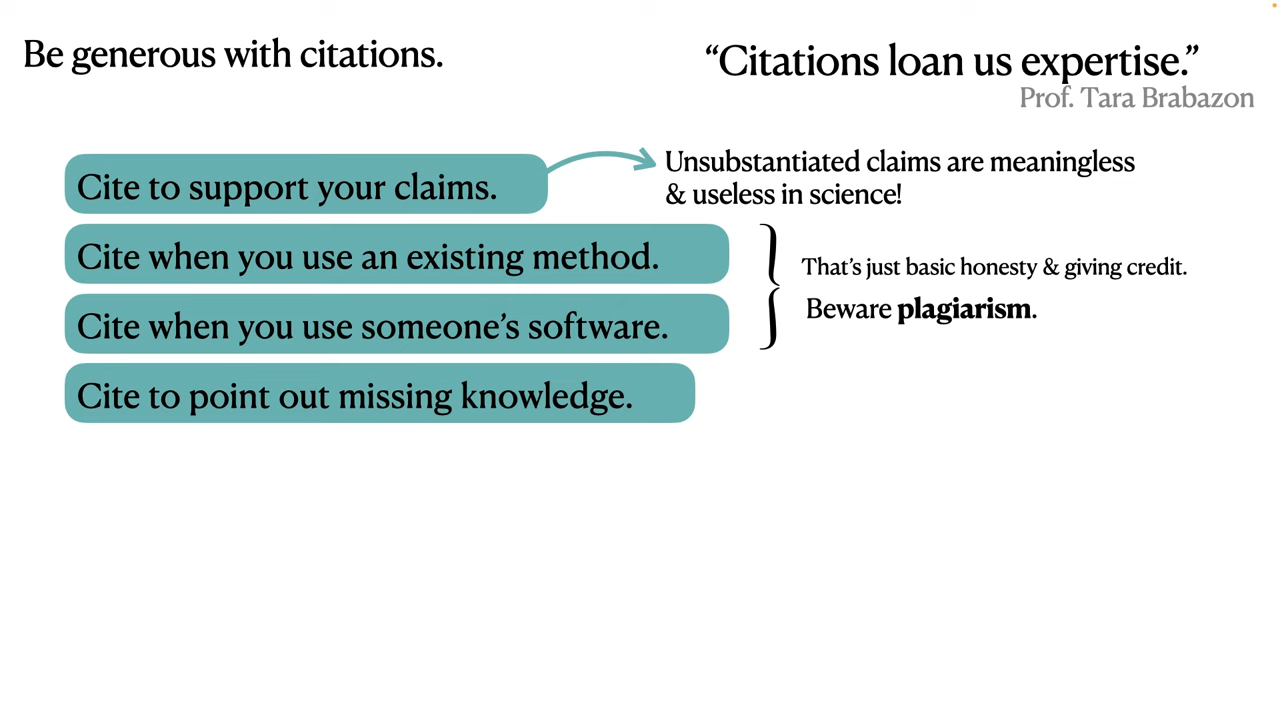 Be generous with citations.
“Citations loan us expertise.”
Prof. Tara Brabazon
Cite to support your claims.
Unsubstantiated claims are meaningless
& useless in science!
Cite when you use an existing method.
Cite when you use someone’s software.
That’s just basic honesty & giving credit.
Beware plagiarism.
Cite to point out missing knowledge.